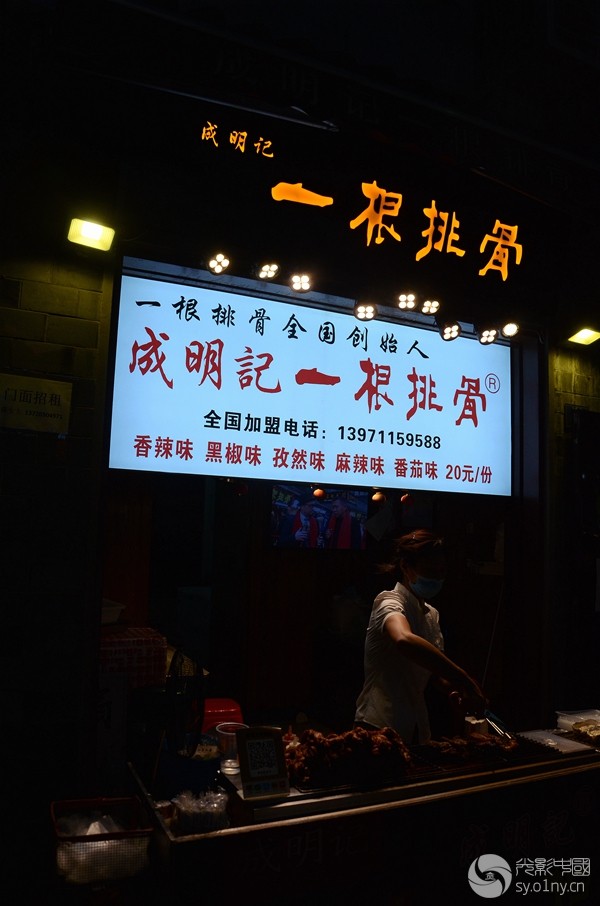 成明记
一根排骨
一根排骨全国创始人
成明記一根排骨®
全国加盟电话：13971159588
香辣味 黑椒味 孜然味 麻辣味 番茄味 20元/份
门面招租
光影中國
sy.o1ny.cn